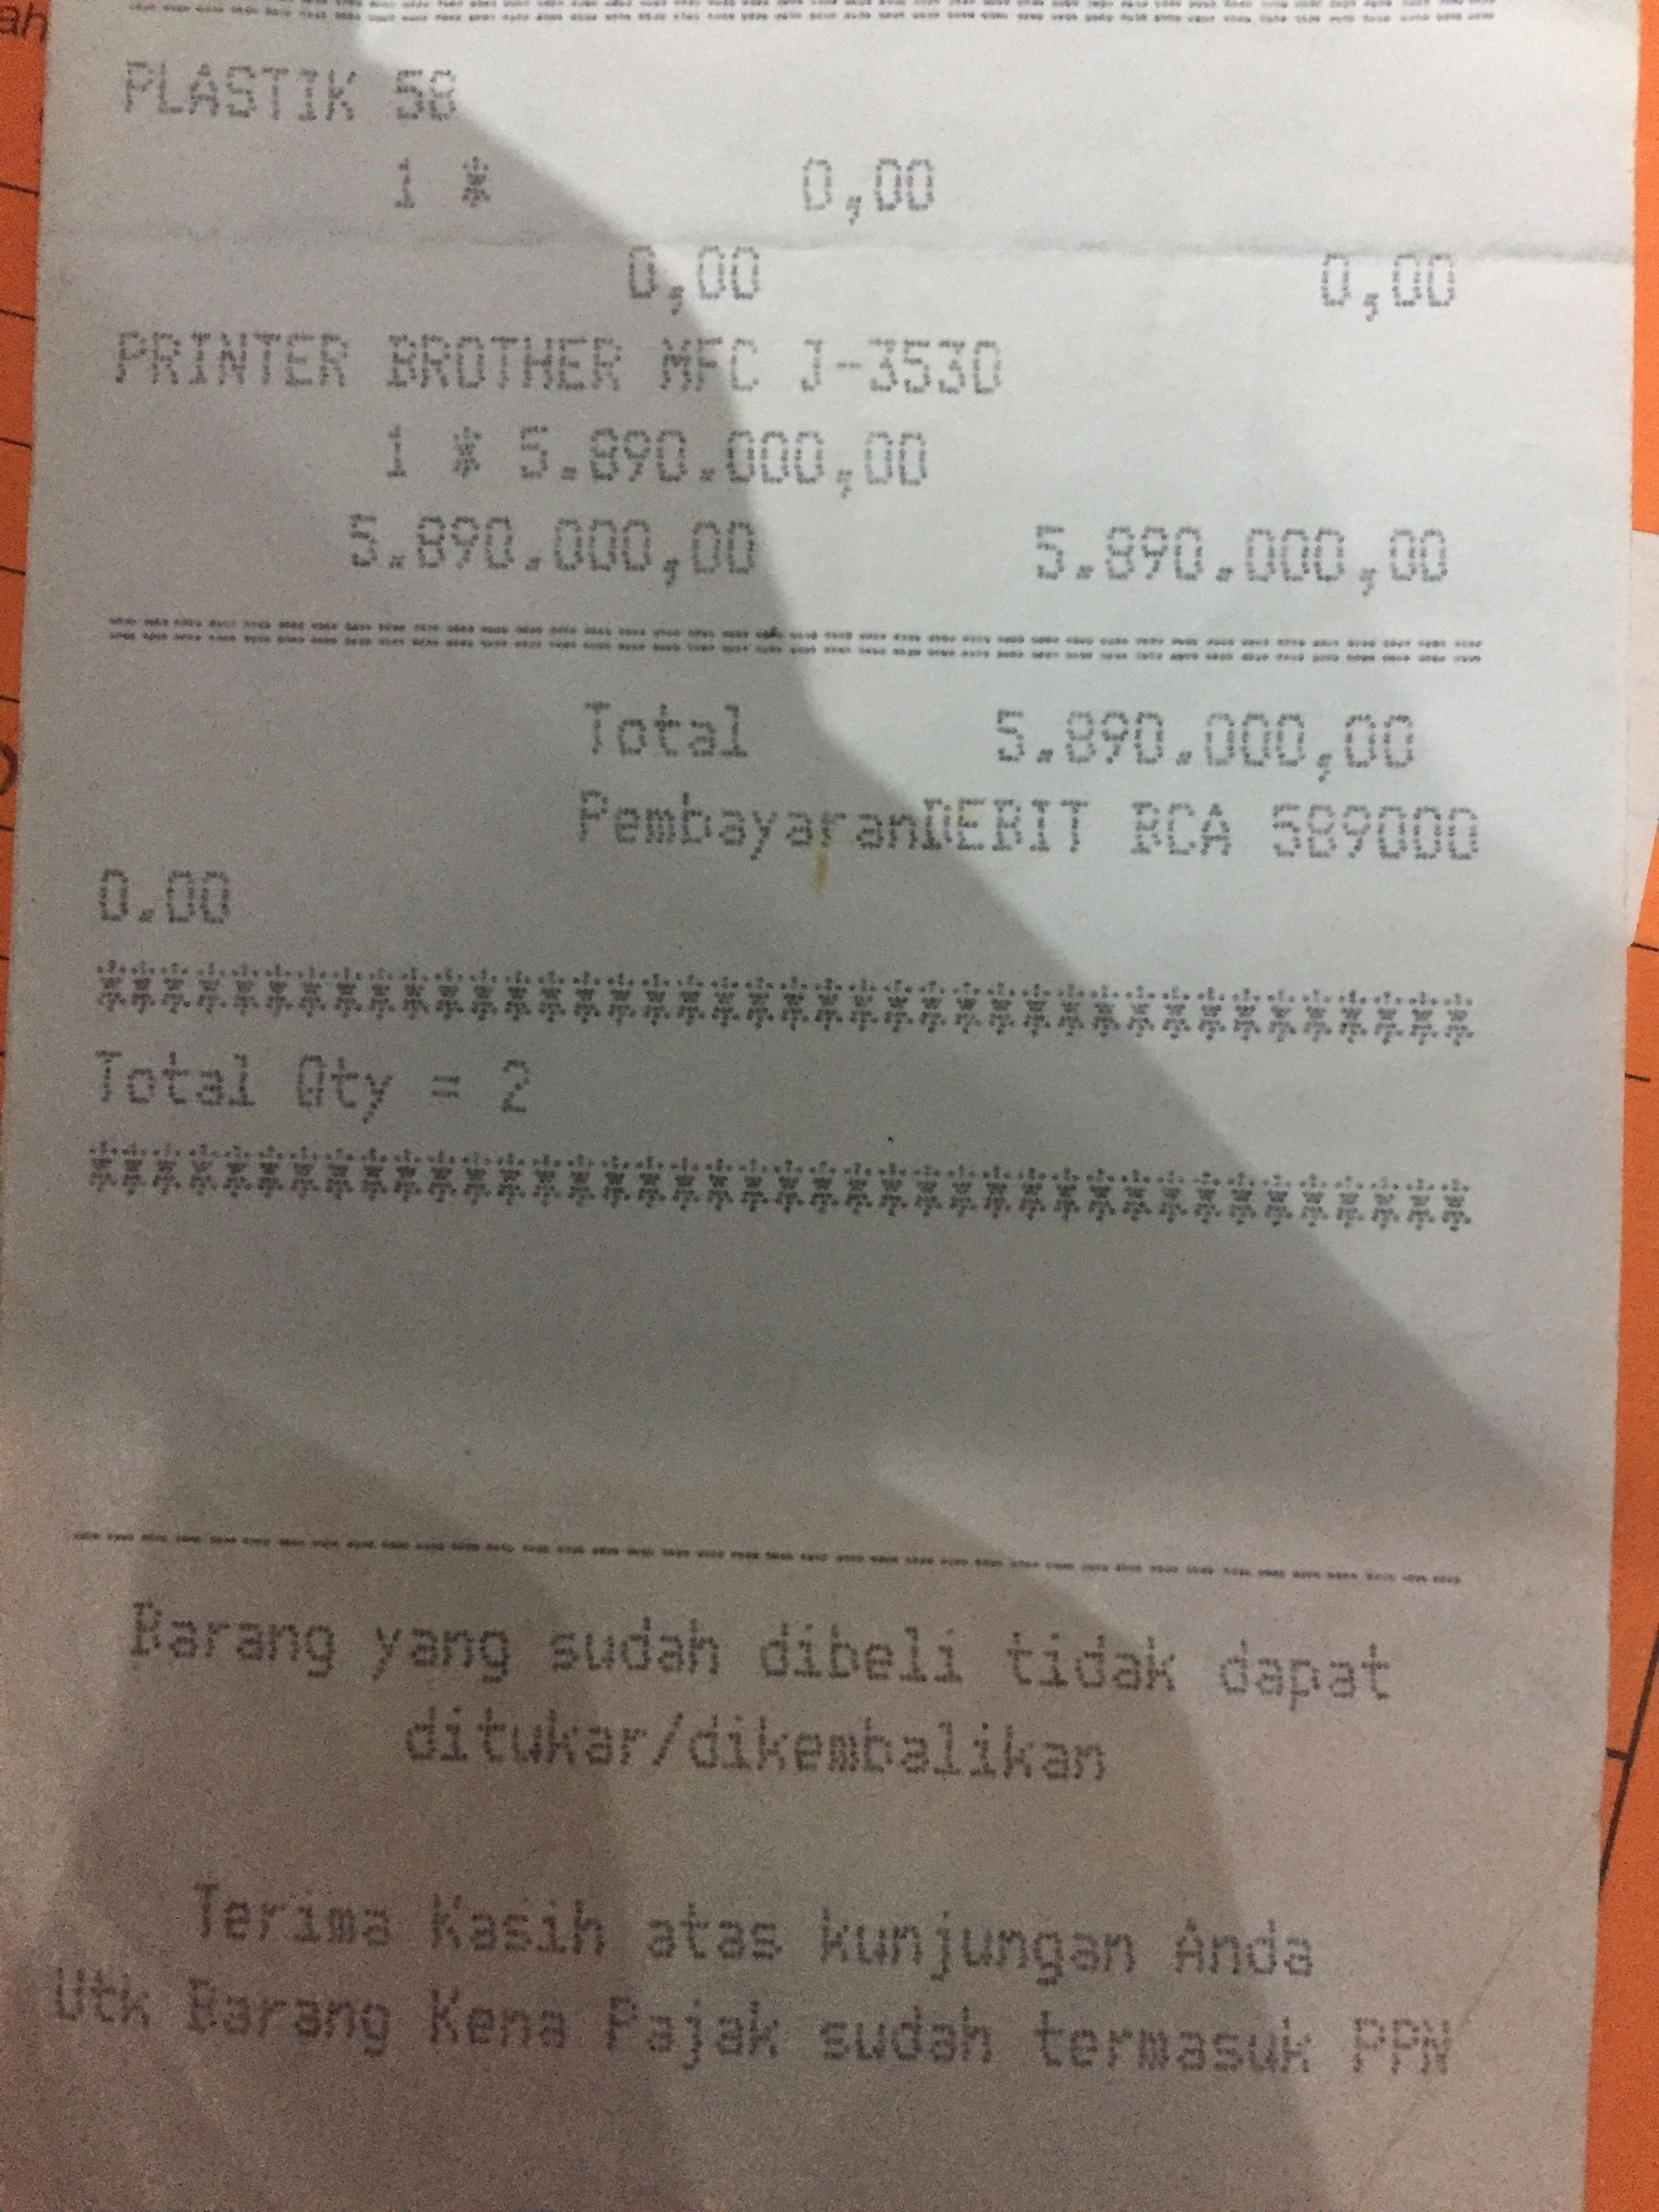 PLASTIK 58
1 * 0,00
0,00 0,00
PRINTER BROTHER MFC J-3530
1 * 5.890.000,00
5.890.000,00 5.890.000,00
Total 5.890.000,00
PembayaranDEBIT BCA 589000
0.00
****************************************
Total Qty = 2
****************************************
Barang yang sudah dibeli tidak dapat
ditukar/dikembalikan
Terima Kasih atas kunjungan Anda
Utk Barang Kena Pajak sudah termasuk PPN